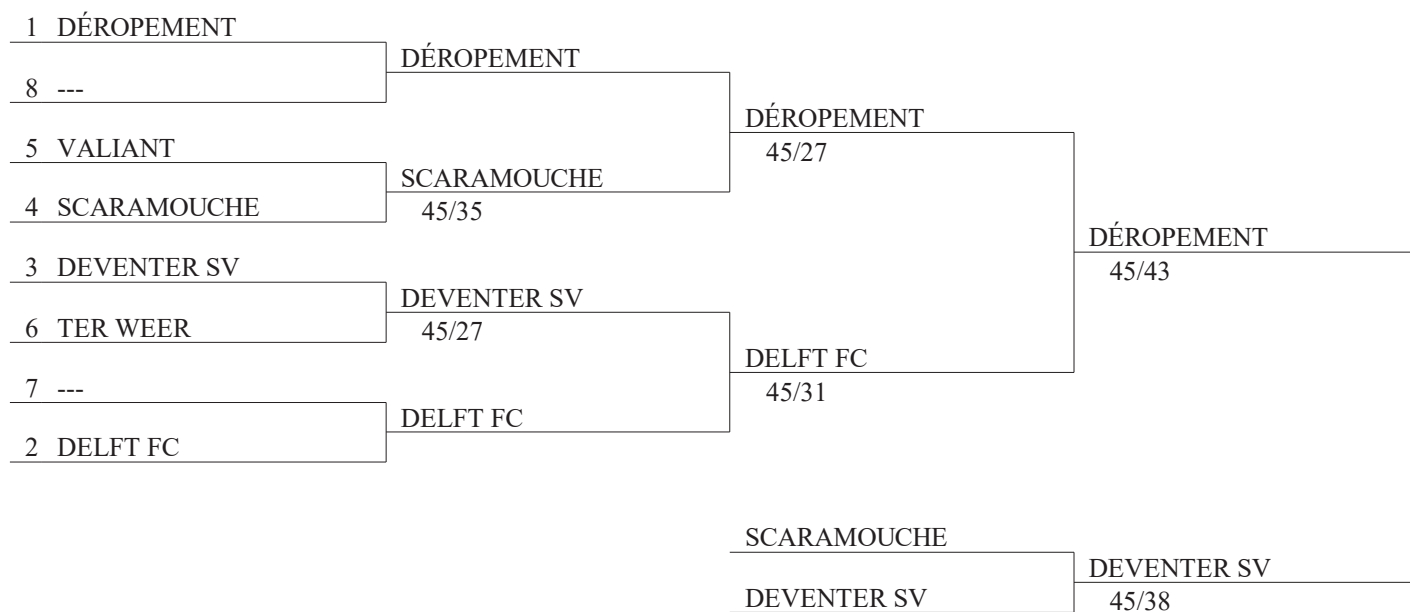 1 DÉROPEMENT
8 ---
5 VALIANT
4 SCARAMOUCHE
3 DEVENTER SV
6 TER WEER
7 ---
2 DELFT FC
DÉROPEMENT
SCARAMOUCHE
45/35
DEVENTER SV
45/27
DELFT FC
DÉROPEMENT
45/27
DELFT FC
45/31
DÉROPEMENT
45/43
SCARAMOUCHE
DEVENTER SV
DEVENTER SV
45/38